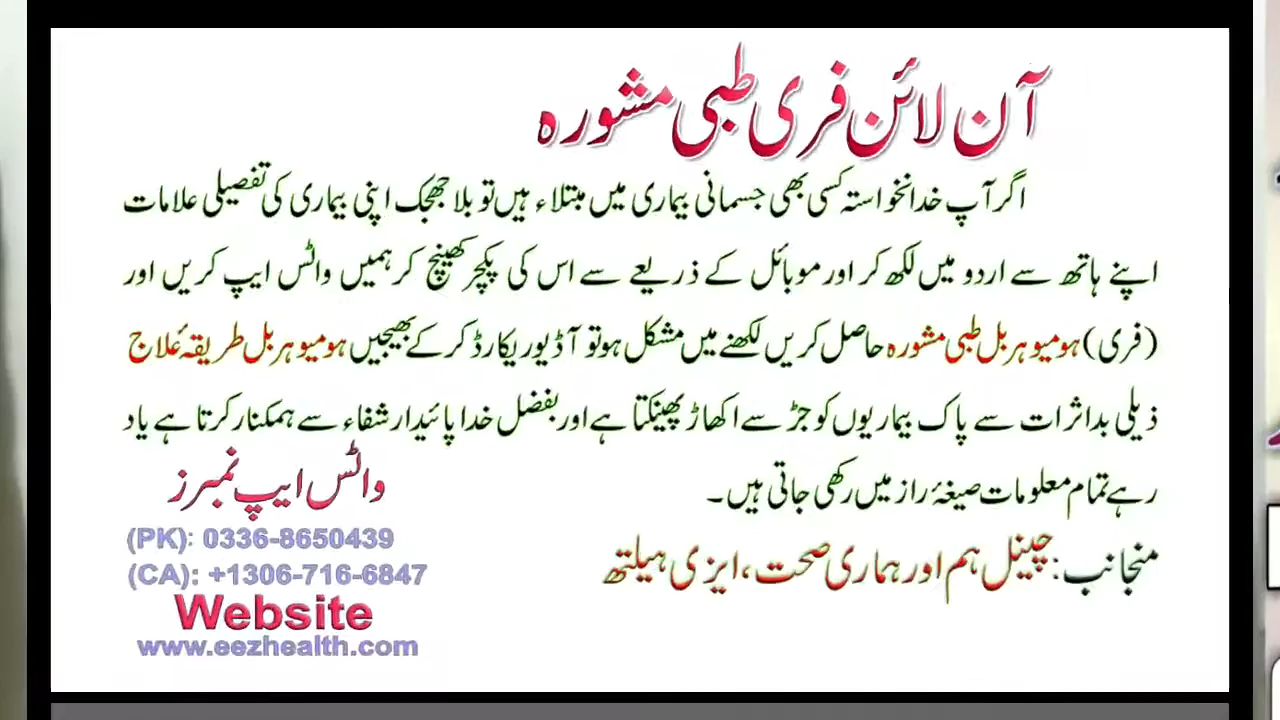 آن لائن فری طبی مشورہ
اگر آپ خدانخواستہ کسی بھی جسمانی بیماری میں مبتلاء ہیں تو بلا جھجک اپنی بیماری کی تفصیلی علامات
اپنے ہاتھ سے اردو میں لکھ کر اور موبائل کے ذریعے سے اس کی پکچر کھینچ کر ہمیں واٹس ایپ کریں اور
(فری) ہومیو ہربل طبی مشورہ حاصل کریں لکھنے میں مشکل ہو تو آڈیو ریکارڈ کر کے بھیجیں ہومیو ہربل طریقۂ علاج
ذیلی بد اثرات سے پاک بیماریوں کو جڑ سے اکھاڑ پھینکتا ہے اور بفضل خدا پائیدار شفاء سے ہمکنار کرتا ہے یاد
رہے تمام معلومات صیغۂ راز میں رکھی جاتی ہیں۔
منجانب: چینل ہم اور ہماری صحت، ایزی ہیلتھ
واٹس ایپ نمبرز
(PK): 0336-8650439
(CA): +1306-716-6847
Website
www.eezhealth.com